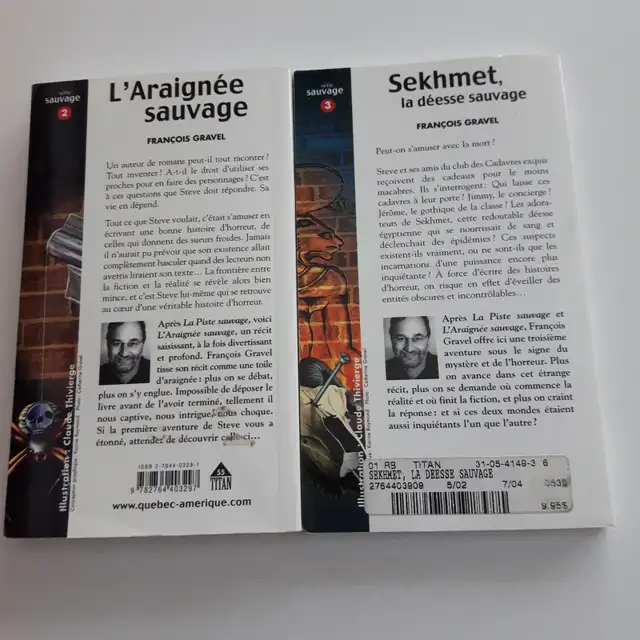 série
sauvage
2
L'Araignée
sauvage
FRANÇOIS GRAVEL
Un auteur de romans peut-il tout raconter?
Tout inventer? A-t-il le droit d'utiliser ses
proches pour en faire des personnages? C'est
à ces questions que Steve doit répondre. Sa
vie en dépend.
Tout ce que Steve voulait, c'était s'amuser en
écrivant une bonne histoire d'horreur, de
celles qui donnent des sueurs froides. Jamais
il n'aurait pu prévoir que son existence allait
complètement basculer quand des lecteurs non
avertis liraient son texte... La frontière entre
la fiction et la réalité se révèle alors bien
mince, et c'est Steve lui-même qui se retrouve
au cœur d'une véritable histoire d'horreur.
Après La Piste sauvage, voici
L'Araignée sauvage, un récit
saisissant, à la fois divertissant
et profond. François Gravel
tisse son récit comme une toile
d'araignée: plus on se débat,
plus on s'y englue. Impossible de déposer le
livre avant de l'avoir terminé, tellement il
nous captive, nous intrigue, nous choque.
Si la première aventure de Steve vous a
étonné, attendez de découvrir celle-ci...
Illustration: Claude Thivierge
ISBN 2-7644-0329-1
9 782764 403297
55
TITAN
www.quebec-amerique.com
série
sauvage
3
Sekhmet,
la déesse sauvage
FRANÇOIS GRAVEL
Peut-on s'amuser avec la mort?
Steve et ses amis du club des Cadavres exquis
reçoivent des cadeaux pour le moins
macabres. Ils s'interrogent: Qui laisse ces
cadavres à leur porte? Jimmy, le concierge?
Jérôme, le gothique de la classe? Les adora-
teurs de Sekhmet, cette redoutable déesse
égyptienne qui se nourrissait de sang et
déclenchait des épidémies? Ces suspects
existent-ils vraiment, ou ne sont-ils que les
incarnations d'une puissance encore plus
inquiétante? À force d'écrire des histoires
d'horreur, on risque en effet d'éveiller des
entités obscures et incontrôlables...
Après La Piste sauvage et
L'Araignée sauvage, François
Gravel offre ici une troisième
aventure sous le signe du
mystère et de l'horreur. Plus
on avance dans cet étrange
récit, plus on se demande où commence la
réalité et où finit la fiction, et plus on craint
la réponse: et si ces deux mondes étaient
aussi inquiétants l'un que l'autre?
Illustration: Claude Thivierge
01 AB TITAN 31-05-4149-3 6
SEKHMET, LA DEESSE SAUVAGE
2764403909 5/02 7/04
9.95$